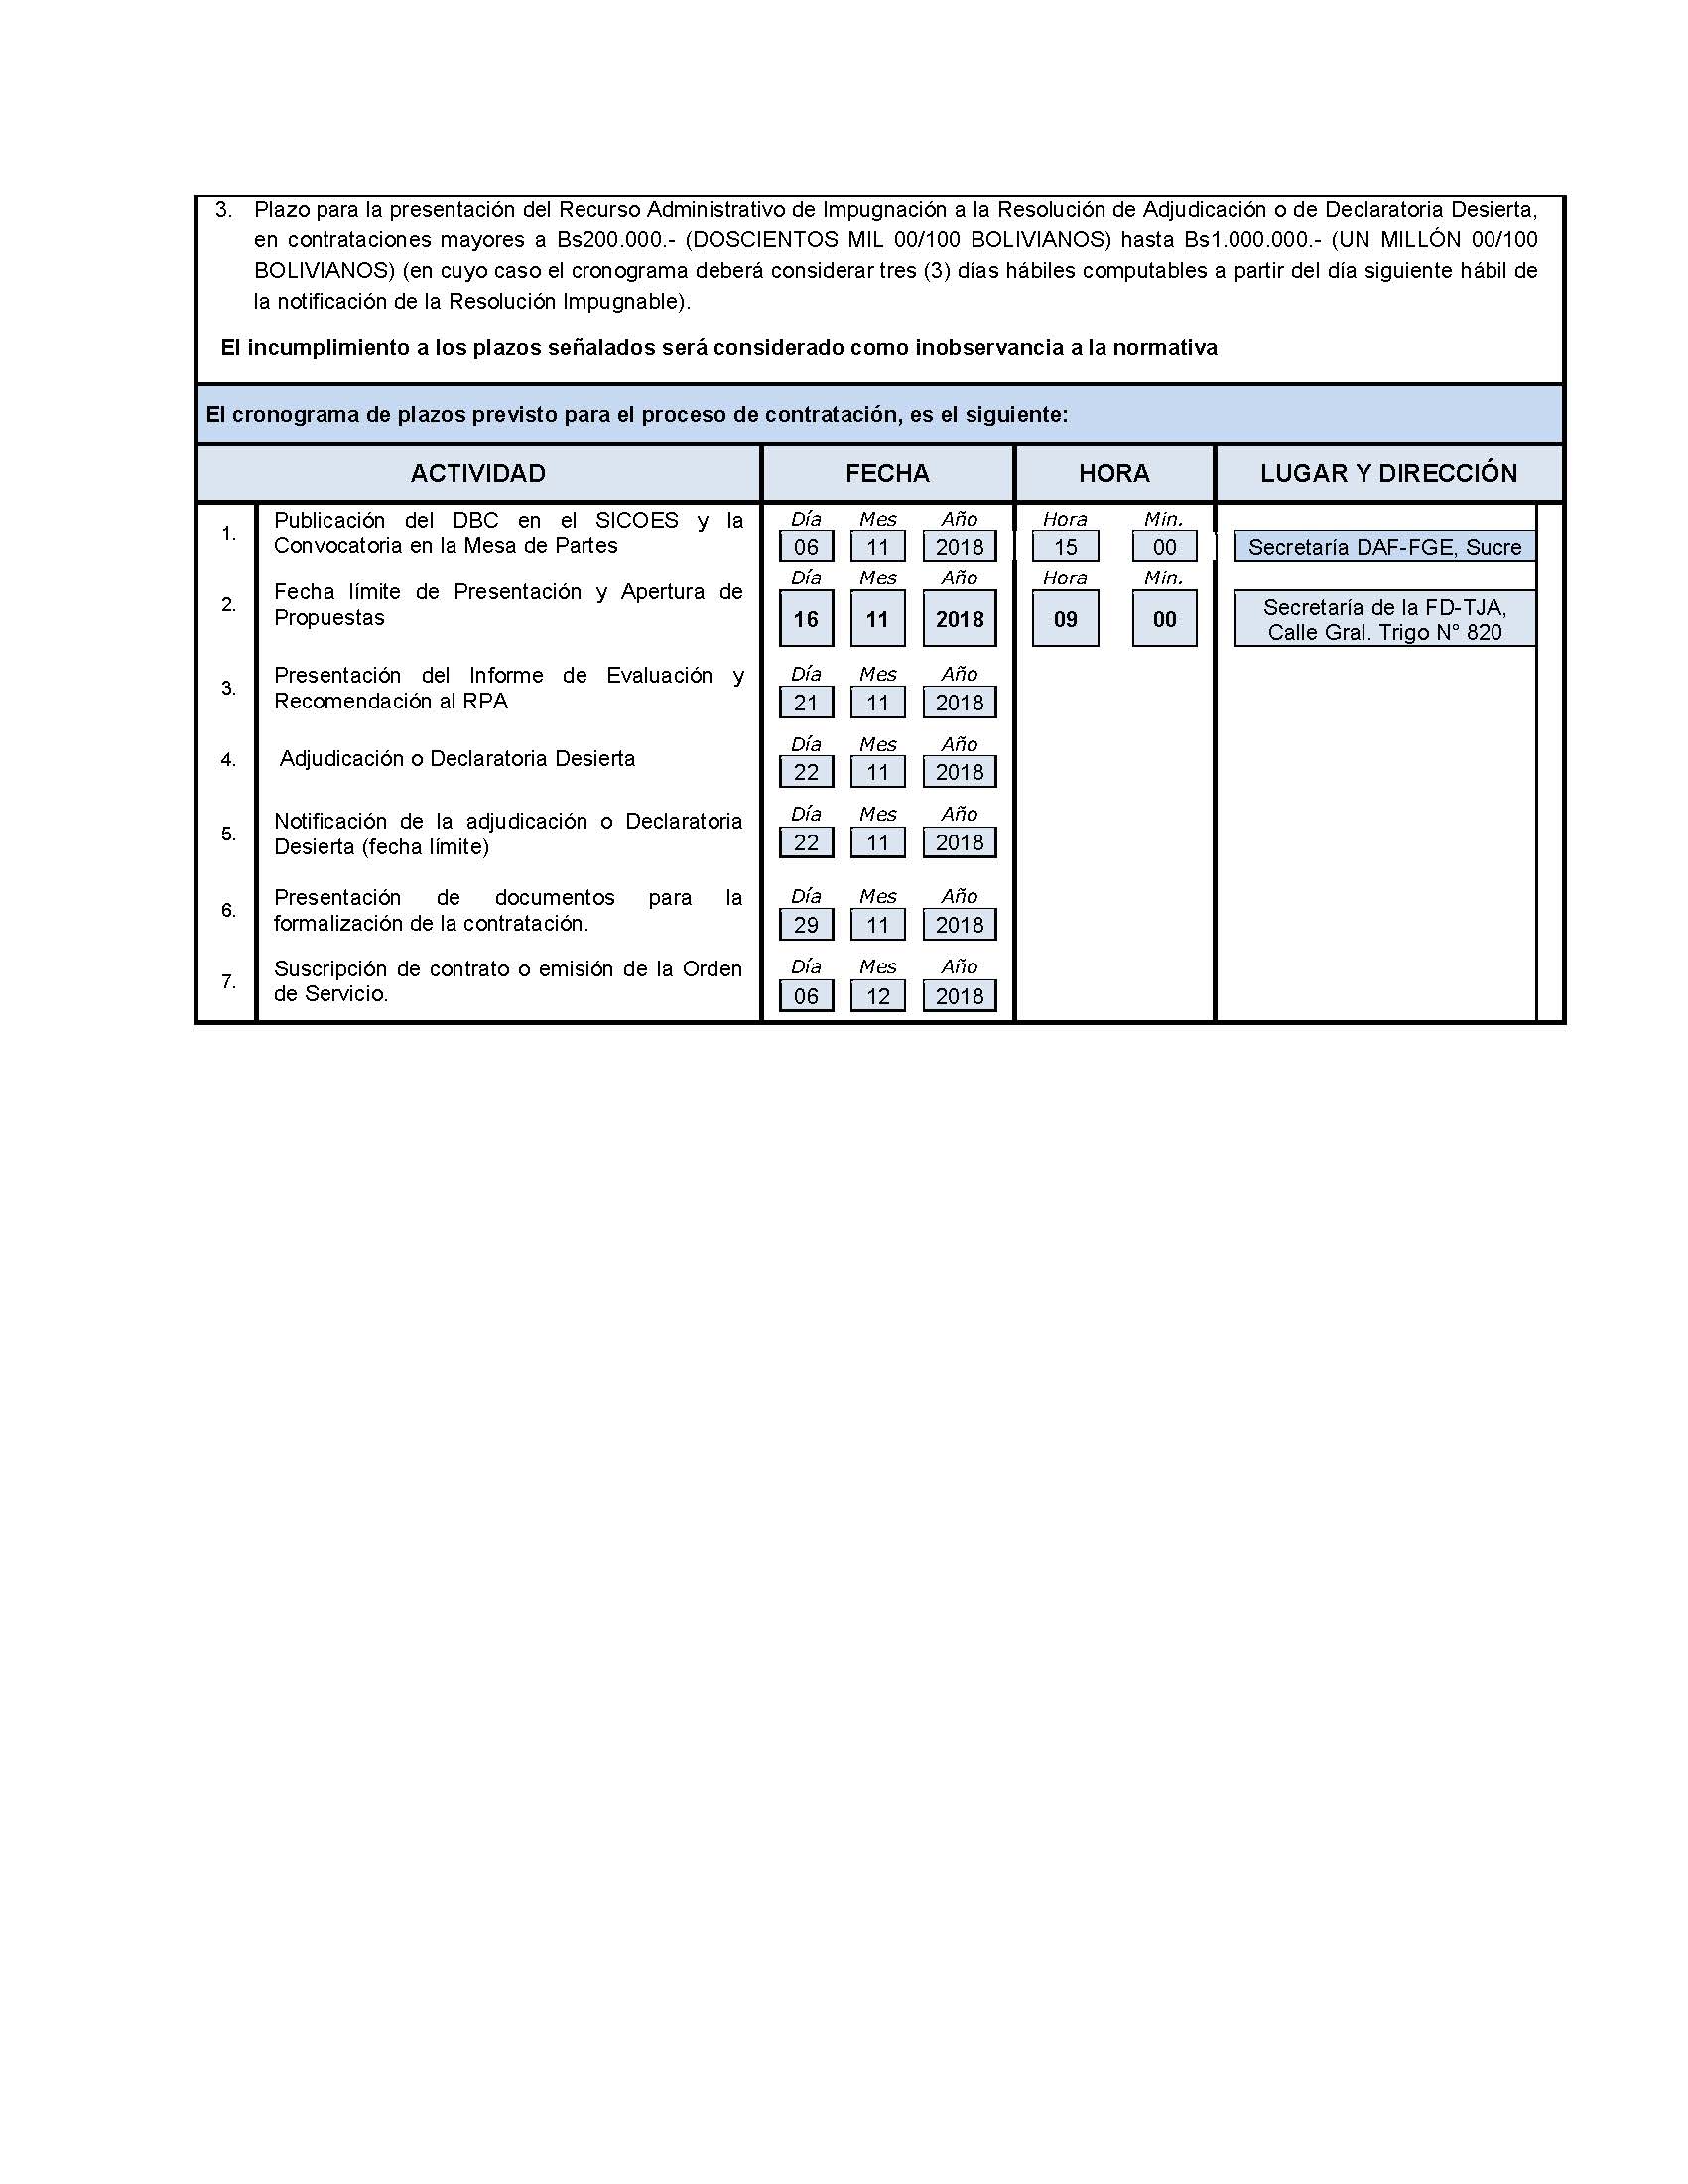 3. Plazo para la presentación del Recurso Administrativo de Impugnación a la Resolución de Adjudicación o de Declaratoria Desierta,
en contrataciones mayores a Bs200.000.- (DOSCIENTOS MIL 00/100 BOLIVIANOS) hasta Bs1.000.000.- (UN MILLÓN 00/100
BOLIVIANOS) (en cuyo caso el cronograma deberá considerar tres (3) días hábiles computables a partir del día siguiente hábil de
la notificación de la Resolución Impugnable).
El incumplimiento a los plazos señalados será considerado como inobservancia a la normativa
El cronograma de plazos previsto para el proceso de contratación, es el siguiente:
ACTIVIDAD FECHA HORA LUGAR Y DIRECCIÓN
1. Publicación del DBC en el SICOES y la
Convocatoria en la Mesa de Partes
Día Mes Año Hora Min.
06 11 2018 15 00 Secretaría DAF-FGE, Sucre
2. Fecha límite de Presentación y Apertura de
Propuestas
Día Mes Año Hora Min.
16 11 2018 09 00 Secretaría de la FD-TJA,
Calle Gral. Trigo N° 820
3. Presentación del Informe de Evaluación y
Recomendación al RPA
Día Mes Año
21 11 2018
4. Adjudicación o Declaratoria Desierta
Día Mes Año
22 11 2018
5. Notificación de la adjudicación o Declaratoria
Desierta (fecha límite)
Día Mes Año
22 11 2018
6. Presentación de documentos para la
formalización de la contratación.
Día Mes Año
29 11 2018
7. Suscripción de contrato o emisión de la Orden
de Servicio.
Día Mes Año
06 12 2018